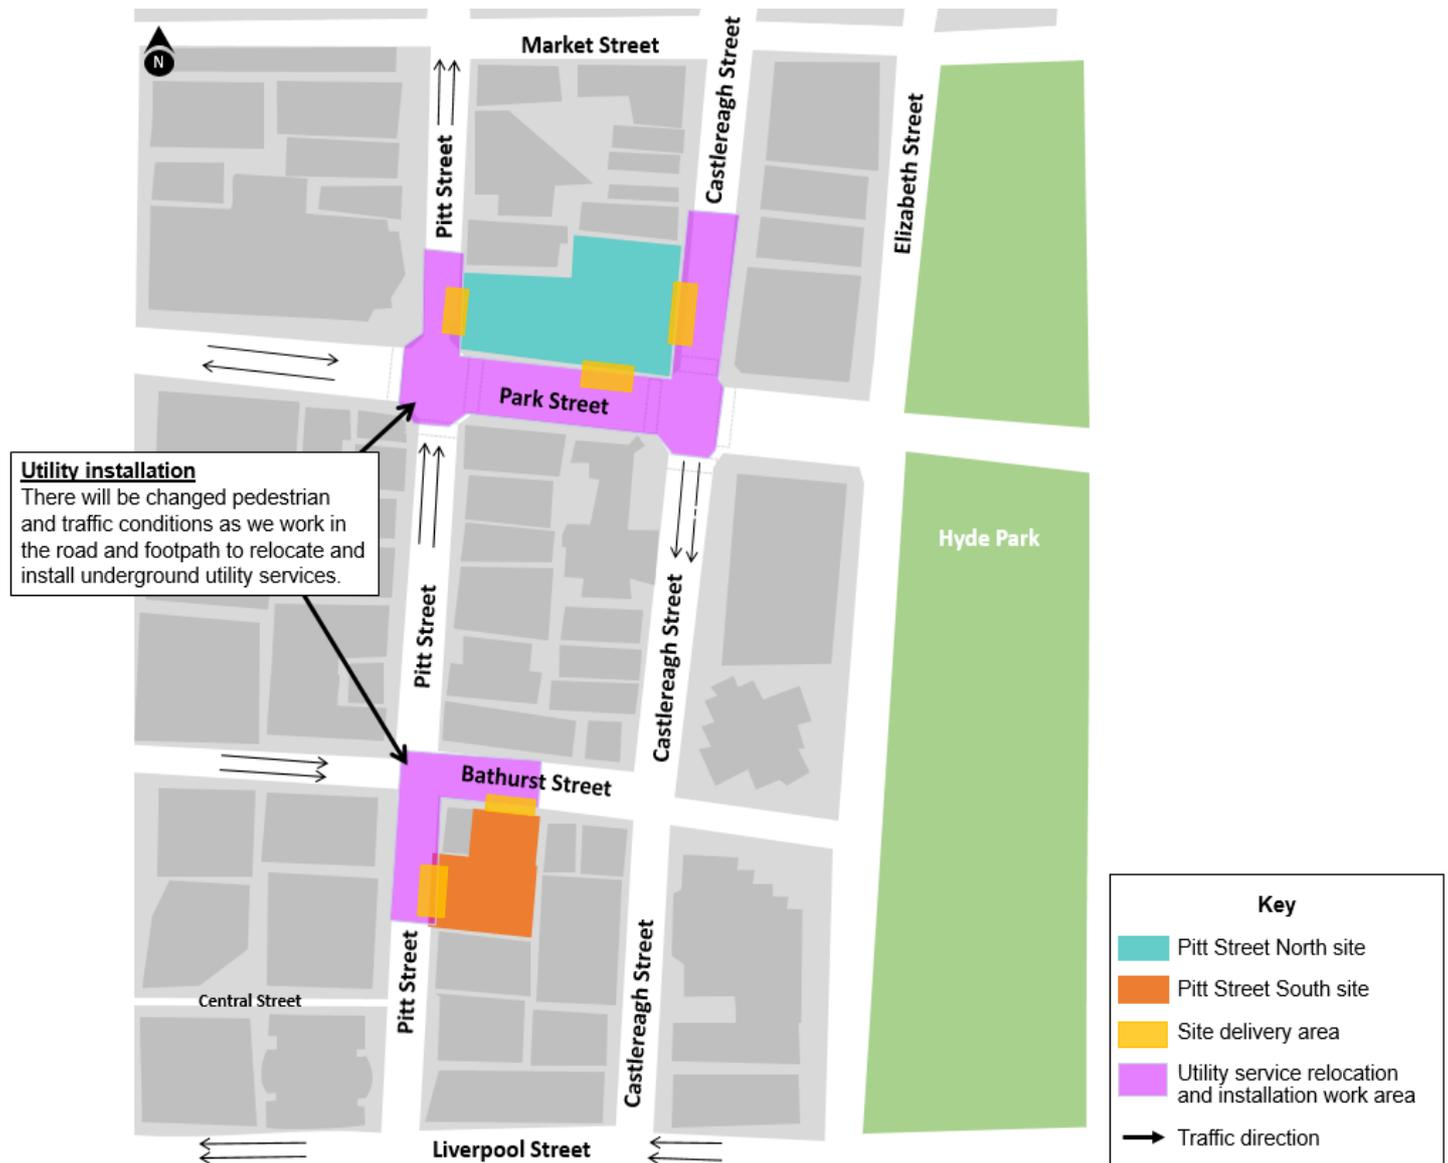 Market Street
N
Castlereagh Street
Pitt Street
Elizabeth Street
Park Street
Utility installation
There will be changed pedestrian
and traffic conditions as we work in
the road and footpath to relocate and
install underground utility services.
Hyde Park
Pitt Street
Castlereagh Street
Bathurst Street
Pitt Street
Castlereagh Street
Central Street
Liverpool Street
Key
Pitt Street North site
Pitt Street South site
Site delivery area
Utility service relocation
and installation work area
Traffic direction